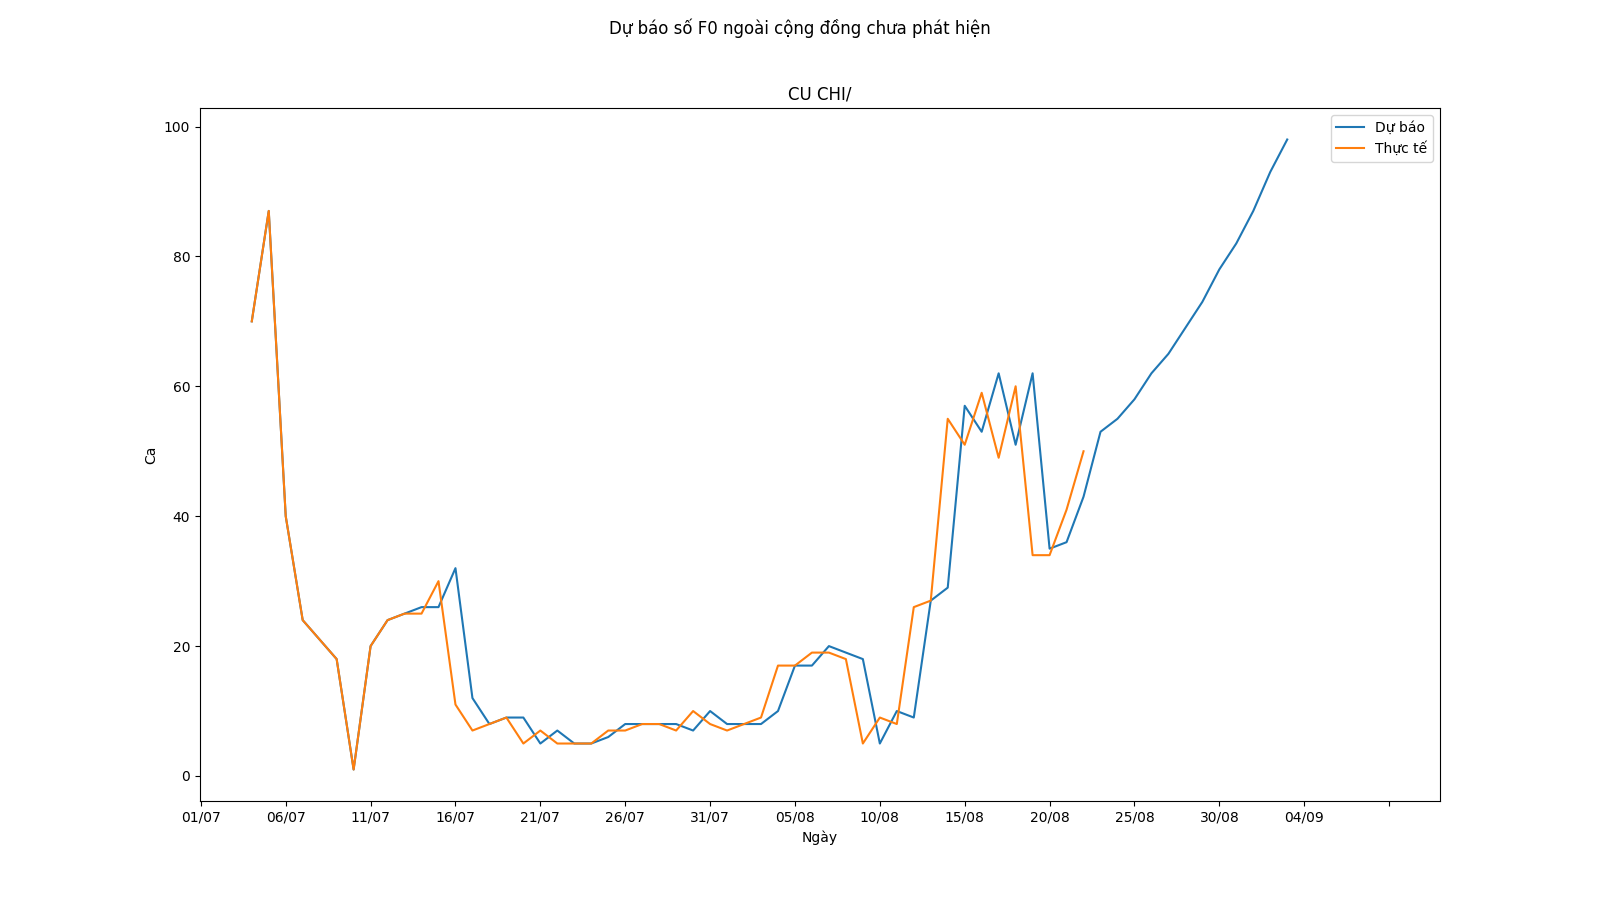 Dự báo số F0 ngoài cộng đồng chưa phát hiện
CU CHI/
Dự báo
Thực tế
100
80
60
40
20
0
Ca
01/07 06/07 11/07 16/07 21/07 26/07 31/07 05/08 10/08 15/08 20/08 25/08 30/08 04/09
Ngày